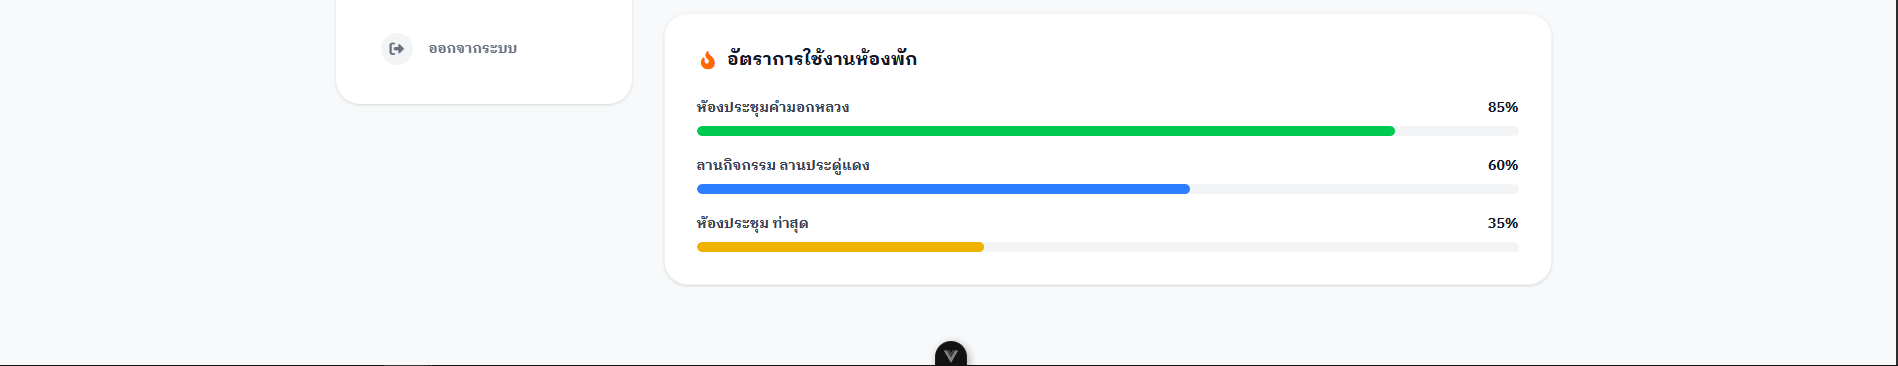 ออกจากระบบ
อัตราการใช้งานห้องพัก
ห้องประชุมคำมอกหลวง 85%
ลานกิจกรรม ลานประดู่แดง 60%
ห้องประชุม ท่าสุด 35%